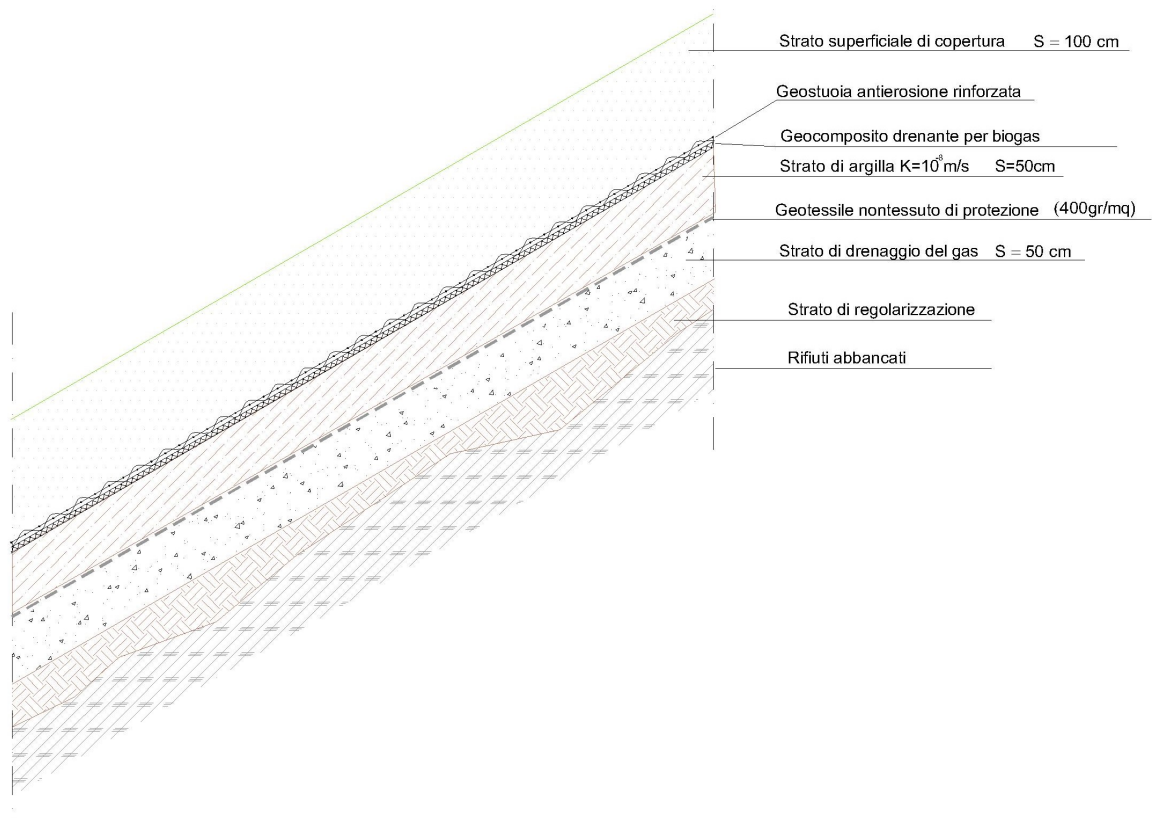 Strato superficiale di copertura S = 100 cm
Geostuoia antierosione rinforzata
Geocomposito drenante per biogas
Strato di argilla K=10⁻⁸ m/s S=50cm
Geotessile nontessuto di protezione (400gr/mq)
Strato di drenaggio del gas S = 50 cm
Strato di regolarizzazione
Rifiuti abbancati